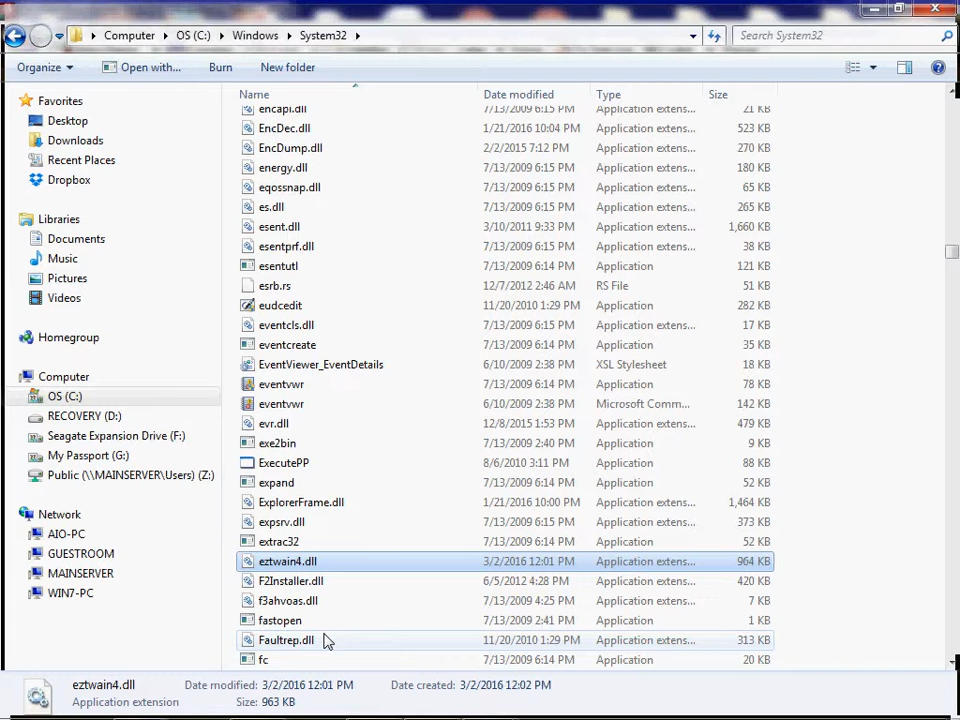 Computer OS (C:) Windows System32 Search System32
Organize Open with... Burn New folder
Favorites
Desktop
Downloads
Recent Places
Dropbox
Libraries
Documents
Music
Pictures
Videos
Homegroup
Computer
OS (C:)
RECOVERY (D:)
Seagate Expansion Drive (F:)
My Passport (G:)
Public (\\MAINSERVER\Users) (Z:)
Network
AIO-PC
GUESTROOM
MAINSERVER
WIN7-PC
Name Date modified Type Size
encapi.dll 7/13/2009 6:15 PM Application extens... 21 KB
EncDec.dll 1/21/2016 10:04 PM Application extens... 523 KB
EncDump.dll 2/2/2015 7:12 PM Application extens... 270 KB
energy.dll 7/13/2009 6:15 PM Application extens... 180 KB
eqossnap.dll 7/13/2009 6:15 PM Application extens... 65 KB
es.dll 7/13/2009 6:15 PM Application extens... 265 KB
esent.dll 3/10/2011 9:33 PM Application extens... 1,660 KB
esentprf.dll 7/13/2009 6:15 PM Application extens... 38 KB
esentutl 7/13/2009 6:14 PM Application 121 KB
esrb.rs 12/7/2012 2:46 AM RS File 51 KB
eudcedit 11/20/2010 1:29 PM Application 282 KB
eventcls.dll 7/13/2009 6:15 PM Application extens... 17 KB
eventcreate 7/13/2009 6:14 PM Application 35 KB
EventViewer_EventDetails 6/10/2009 2:38 PM XSL Stylesheet 18 KB
eventvwr 7/13/2009 6:14 PM Application 78 KB
eventvwr 6/10/2009 2:38 PM Microsoft Comm... 142 KB
evr.dll 12/8/2015 1:53 PM Application extens... 479 KB
exe2bin 7/13/2009 2:40 PM Application 9 KB
ExecutePP 8/6/2010 3:11 PM Application 88 KB
expand 7/13/2009 6:14 PM Application 52 KB
ExplorerFrame.dll 1/21/2016 10:00 PM Application extens... 1,464 KB
expsrv.dll 7/13/2009 6:15 PM Application extens... 373 KB
extrac32 7/13/2009 6:14 PM Application 52 KB
eztwain4.dll 3/2/2016 12:01 PM Application extens... 964 KB
F2Installer.dll 6/5/2012 4:28 PM Application extens... 420 KB
f3ahvoas.dll 7/13/2009 4:25 PM Application extens... 7 KB
fastopen 7/13/2009 2:41 PM Application 1 KB
Faultrep.dll 11/20/2010 1:29 PM Application extens... 313 KB
fc 7/13/2009 6:14 PM Application 20 KB
eztwain4.dll Date modified: 3/2/2016 12:01 PM Date created: 3/2/2016 12:02 PM
Application extension Size: 963 KB